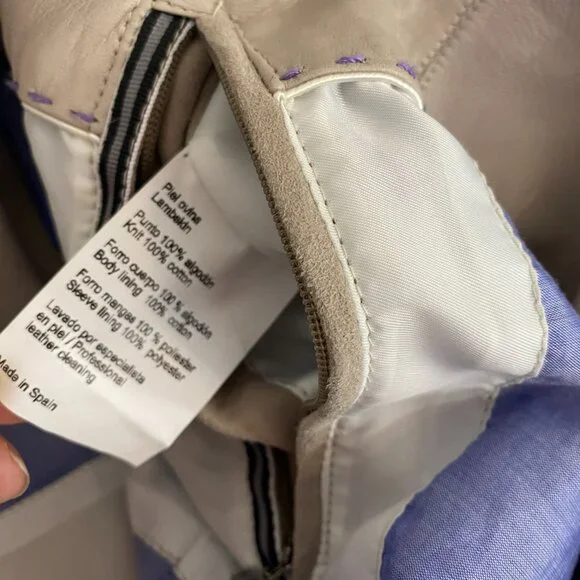 Piel ovina
Lambskin
Punto 100% algodón
Knit 100% cotton
Forro cuerpo 100 % algodón
Body lining 100% cotton
Forro mangas 100 % poliester
Sleeve lining 100% polyester
Lavado por especialista
en piel / Professional
leather cleaning
Made in Spain